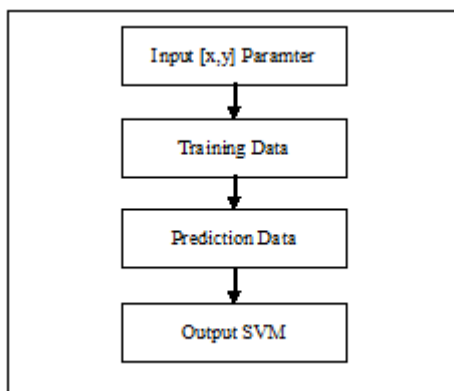 Input [x,y] Paramter
Training Data
Prediction Data
Output SVM